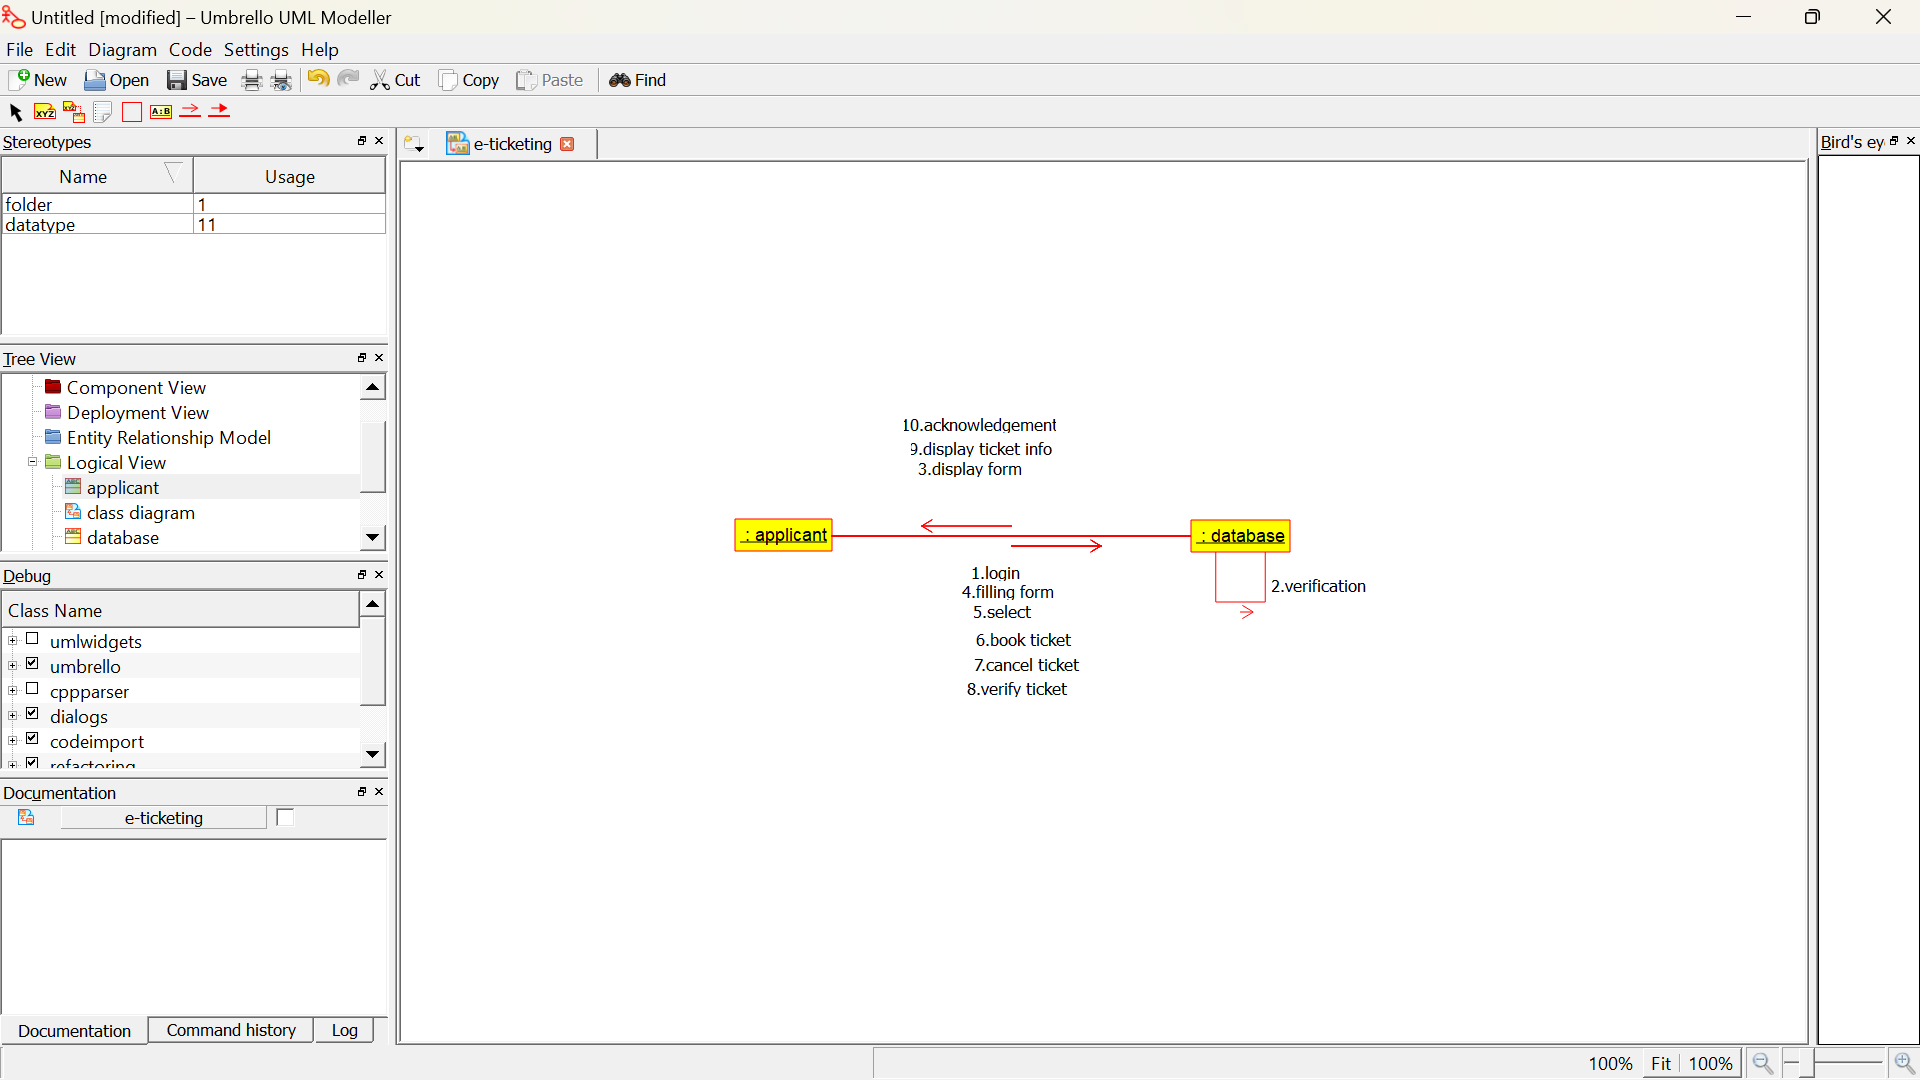 Untitled [modified] – Umbrello UML Modeller
File Edit Diagram Code Settings Help
New Open Save Cut Copy Paste Find
XYZ XYZ A:B
Stereotypes
Name Usage
folder 1
datatype 11
Tree View
Component View
Deployment View
Entity Relationship Model
Logical View
applicant
class diagram
database
Debug
Class Name
umlwidgets
umbrello
cppparser
dialogs
codeimport
refactoring
Documentation
e-ticketing
Documentation Command history Log
e-ticketing
10.acknowledgement
9.display ticket info
3.display form
: applicant
: database
1.login
4.filling form
5.select
6.book ticket
7.cancel ticket
8.verify ticket
2.verification
Bird's ey
100% Fit 100%